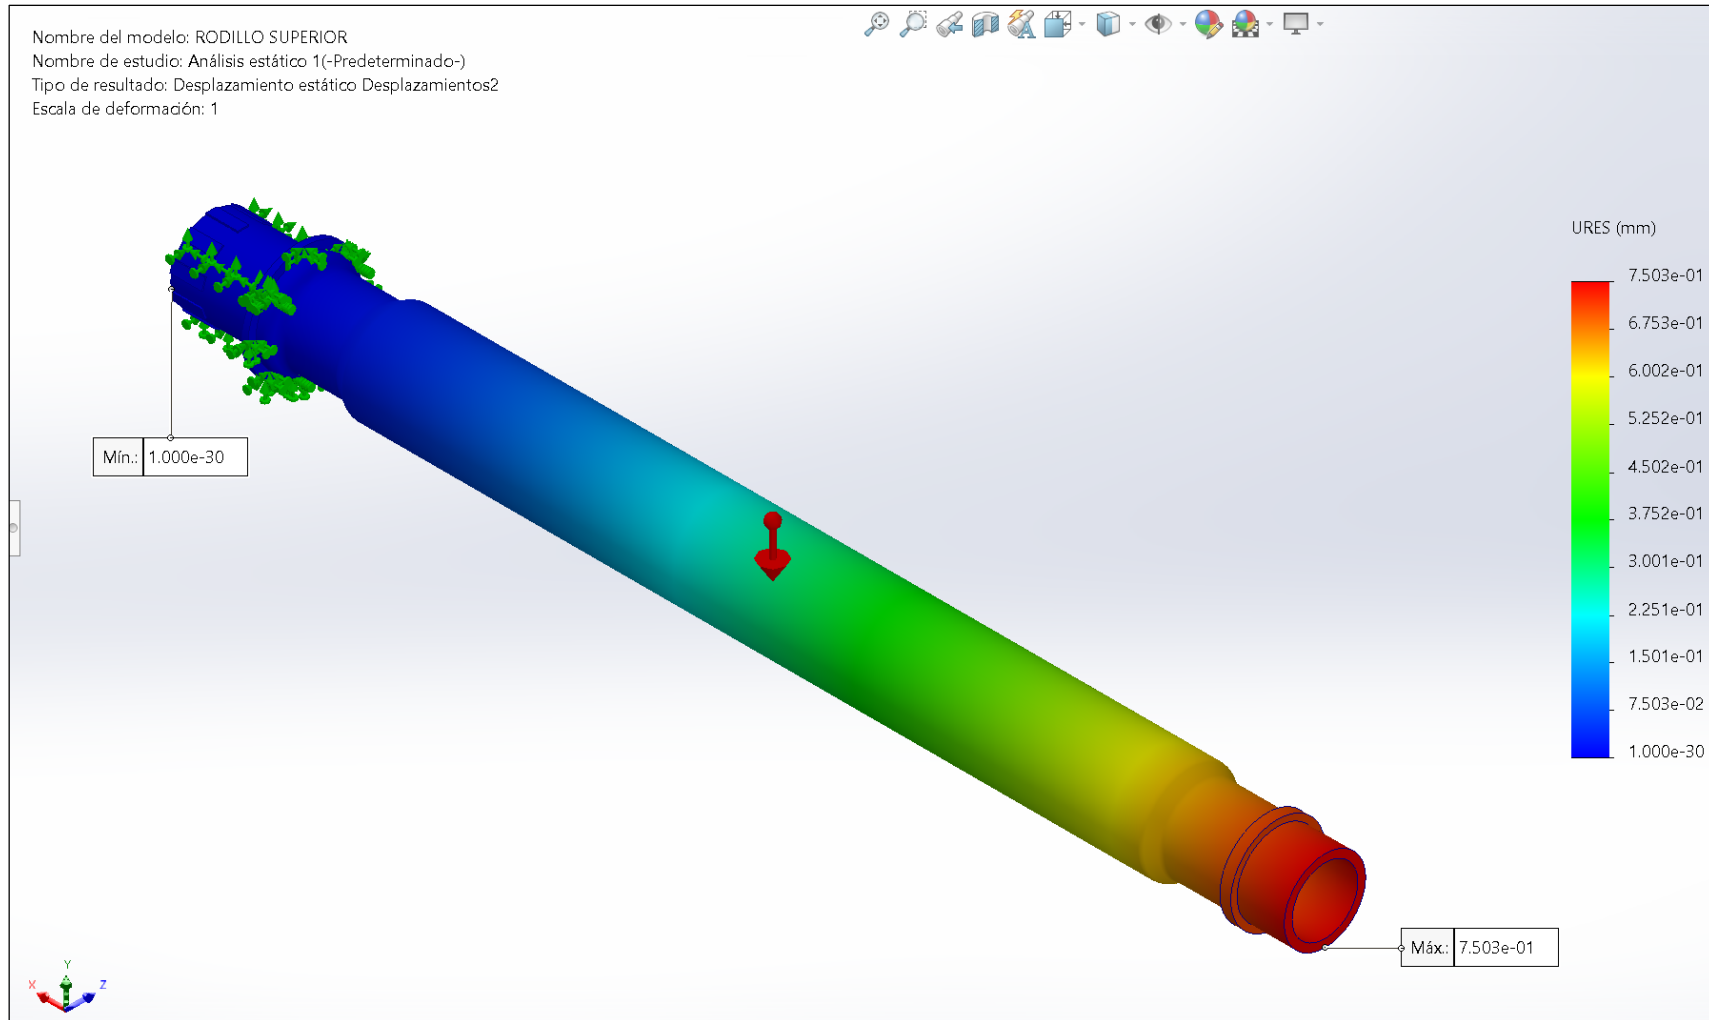 Nombre del modelo: RODILLO SUPERIOR
Nombre de estudio: Análisis estático 1(-Predeterminado-)
Tipo de resultado: Desplazamiento estático Desplazamientos2
Escala de deformación: 1
URES (mm)
7.503e-01
6.753e-01
6.002e-01
5.252e-01
4.502e-01
3.752e-01
3.001e-01
2.251e-01
1.501e-01
7.503e-02
1.000e-30
Mín.: 1.000e-30
Máx.: 7.503e-01
Y
X
Z